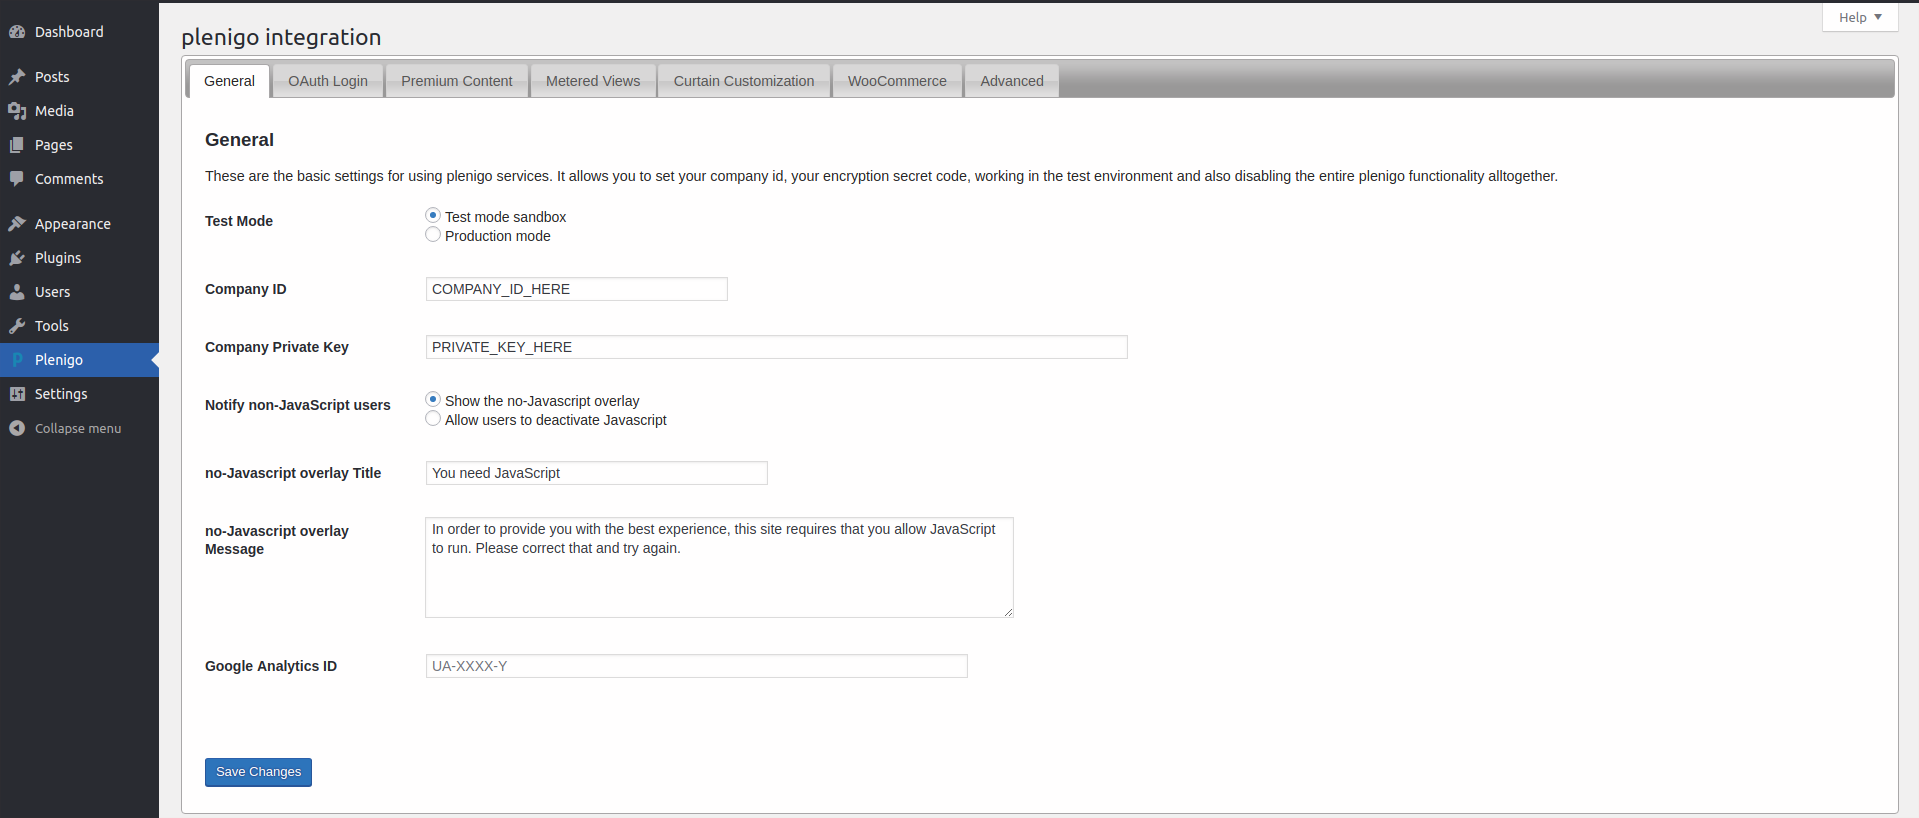 Dashboard
Posts
Media
Pages
Comments
Appearance
Plugins
Users
Tools
P Plenigo
Settings
Collapse menu
Help
plenigo integration
General OAuth Login Premium Content Metered Views Curtain Customization WooCommerce Advanced
General
These are the basic settings for using plenigo services. It allows you to set your company id, your encryption secret code, working in the test environment and also disabling the entire plenigo functionality alltogether.
Test Mode Test mode sandbox
Production mode
Company ID COMPANY_ID_HERE
Company Private Key PRIVATE_KEY_HERE
Notify non-JavaScript users Show the no-Javascript overlay
Allow users to deactivate Javascript
no-Javascript overlay Title You need JavaScript
no-Javascript overlay
Message
In order to provide you with the best experience, this site requires that you allow JavaScript
to run. Please correct that and try again.
Google Analytics ID UA-XXXX-Y
Save Changes